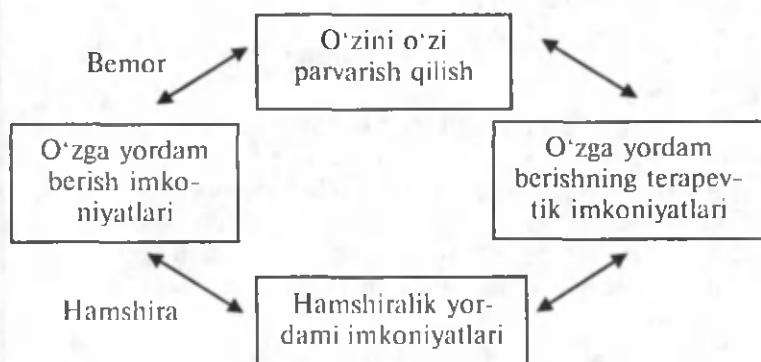 Bemor
O‘zini o‘zi
parvarish qilish
O‘zga yordam
berish imko-
niyatlari
O‘zga yordam
berishning terapev-
tik imkoniyatlari
Hamshira
Hamshiralik yor-
dami imkoniyatlari